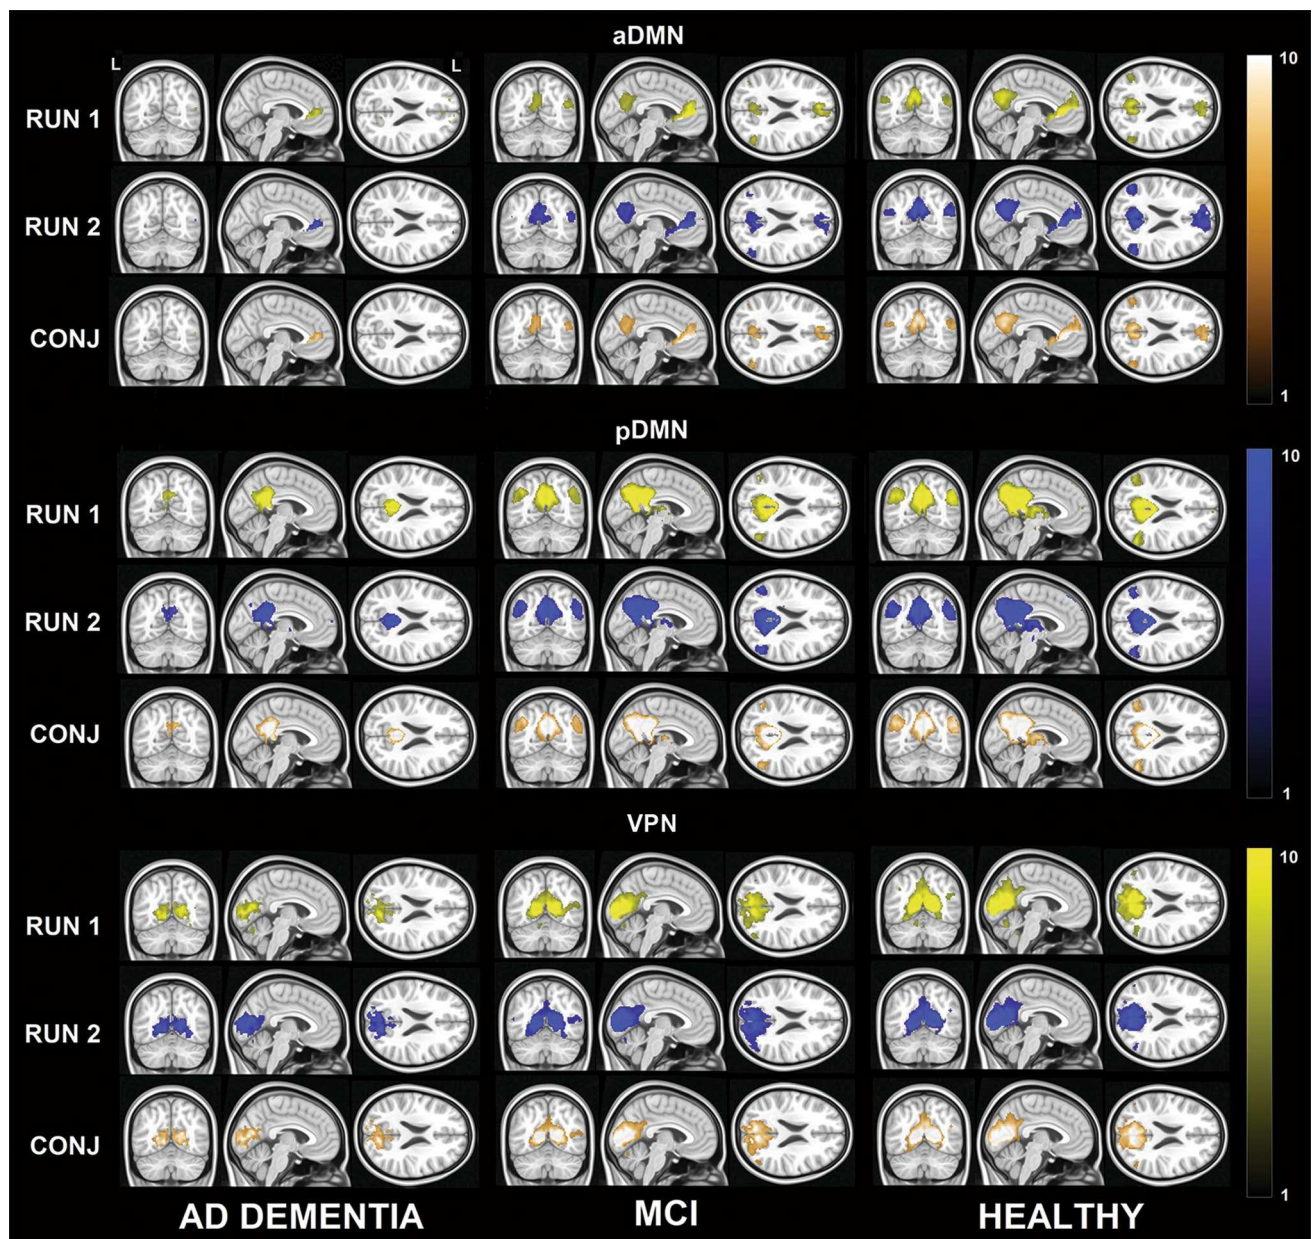 aDMN
L L
10
RUN 1
RUN 2
CONJ
1
pDMN
10
RUN 1
RUN 2
CONJ
1
VPN
10
RUN 1
RUN 2
CONJ
1
AD DEMENTIA MCI HEALTHY